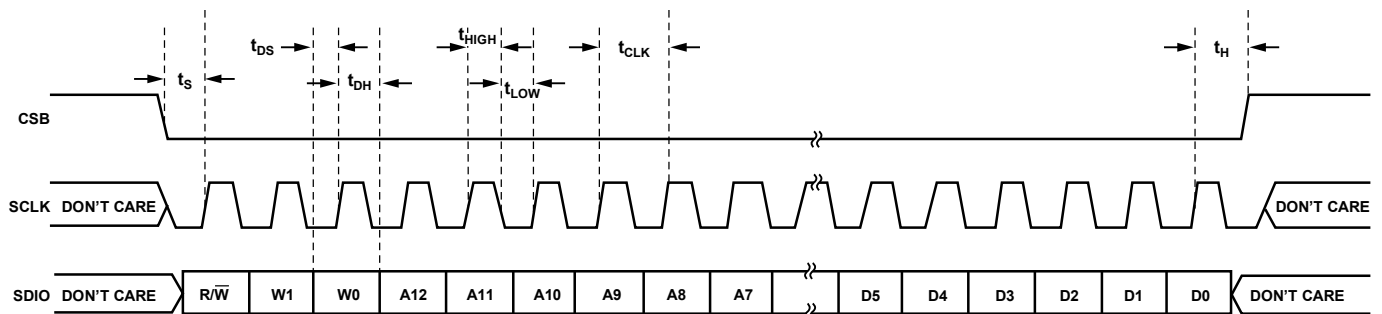 tDS
tHIGH
tCLK
tH
tS
tDH
tLOW
CSB
SCLK DON'T CARE DON'T CARE
SDIO DON'T CARE R/W̅ W1 W0 A12 A11 A10 A9 A8 A7 D5 D4 D3 D2 D1 D0 DON'T CARE